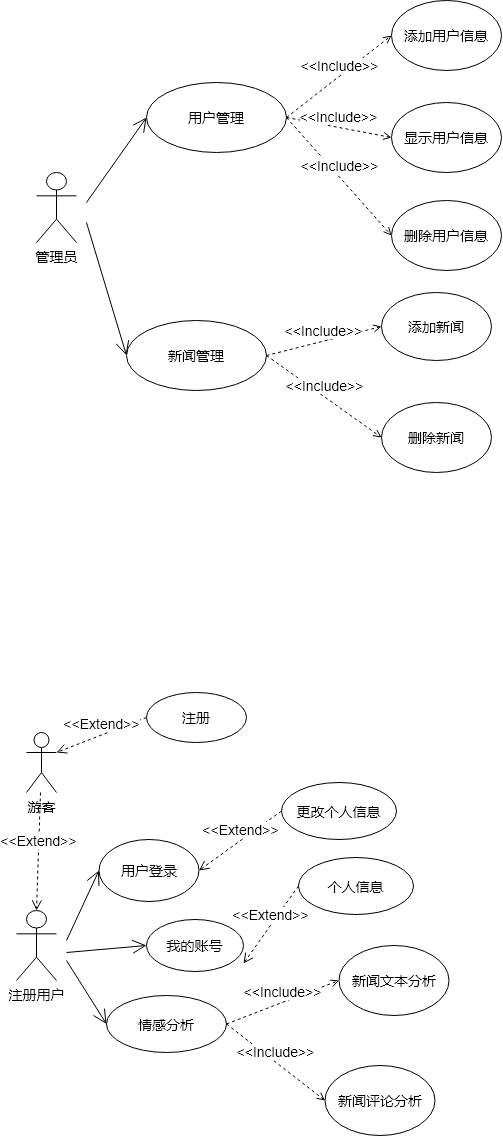 添加用户信息
<<Include>>
用户管理
<<Include>>
显示用户信息
<<Include>>
删除用户信息
管理员
添加新闻
<<Include>>
新闻管理
<<Include>>
删除新闻
注册
<<Extend>>
游客
更改个人信息
<<Extend>>
<<Extend>>
用户登录
个人信息
<<Extend>>
我的账号
注册用户
新闻文本分析
<<Include>>
情感分析
<<Include>>
新闻评论分析